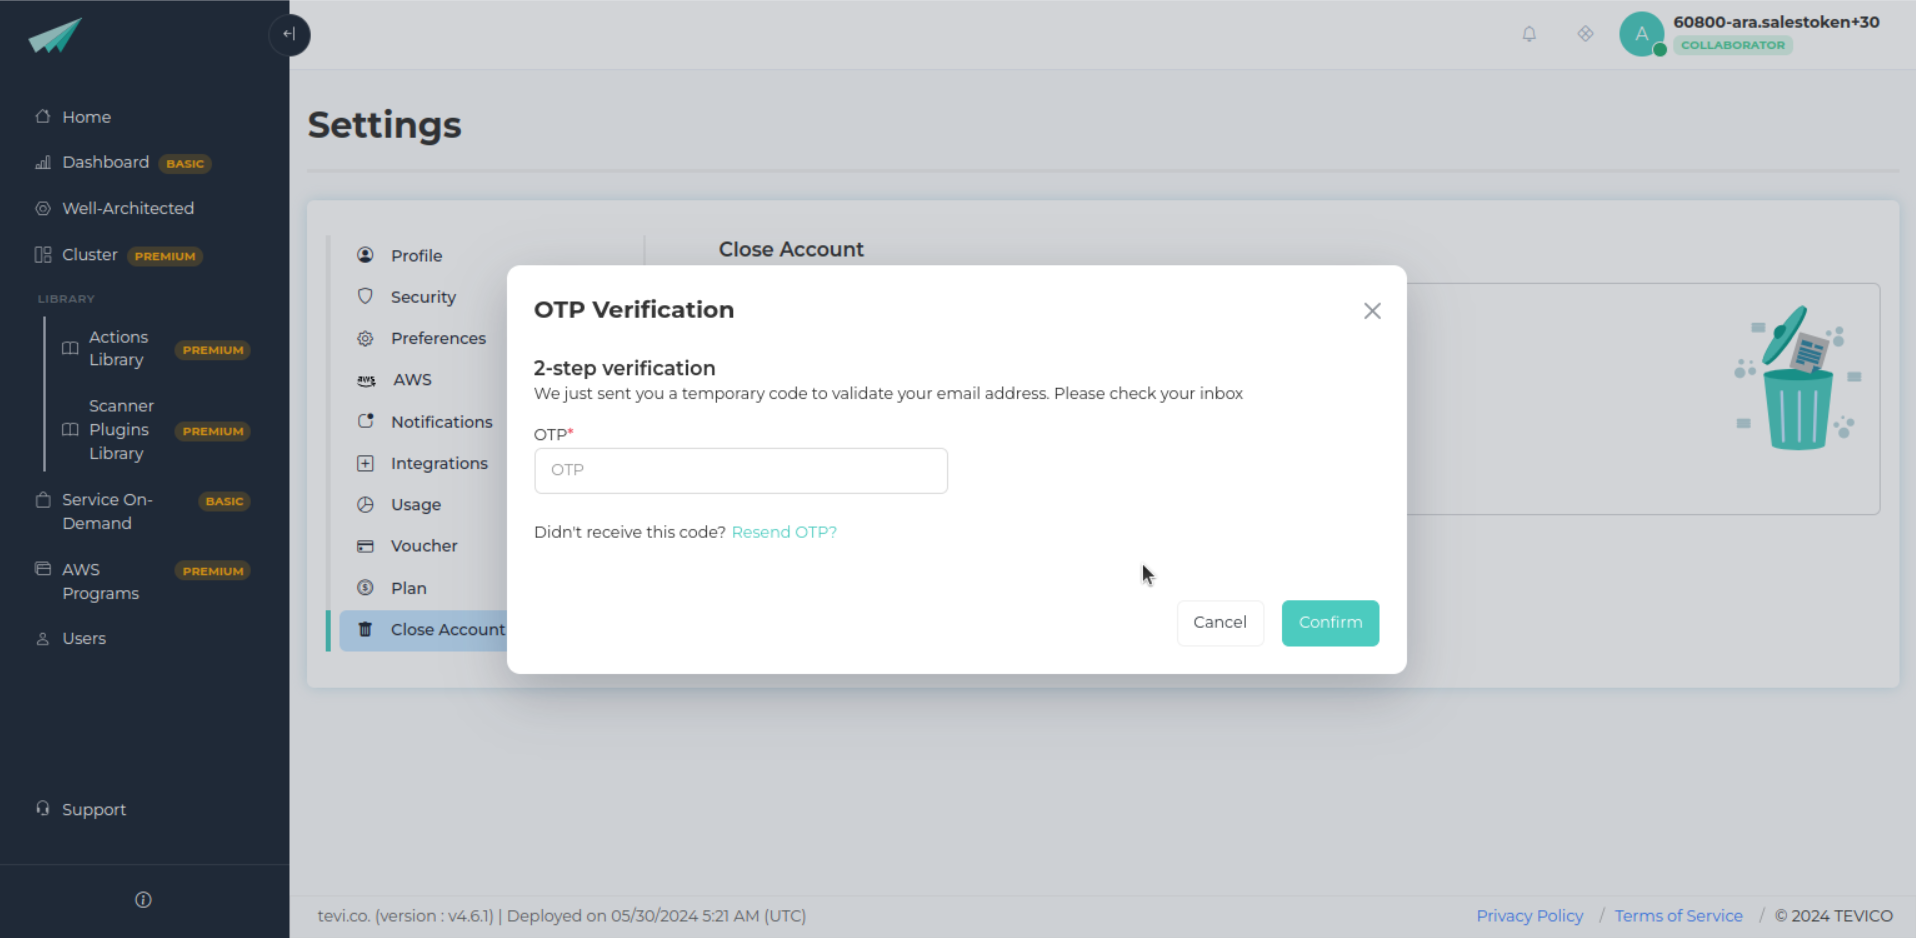 60800-ara.salestoken+30
A
COLLABORATOR
Home
Dashboard BASIC
Well-Architected
Cluster PREMIUM
LIBRARY
Actions
Library
PREMIUM
Scanner
Plugins
Library
PREMIUM
Service On-
Demand
BASIC
AWS
Programs
PREMIUM
Users
Support
Settings
Profile
Security
Preferences
aws AWS
Notifications
Integrations
Usage
Voucher
Plan
Close Account
Close Account
OTP Verification
2-step verification
We just sent you a temporary code to validate your email address. Please check your inbox
OTP*
OTP
Didn't receive this code? Resend OTP?
Cancel Confirm
tevi.co. (version : v4.6.1) | Deployed on 05/30/2024 5:21 AM (UTC)
Privacy Policy / Terms of Service / © 2024 TEVICO